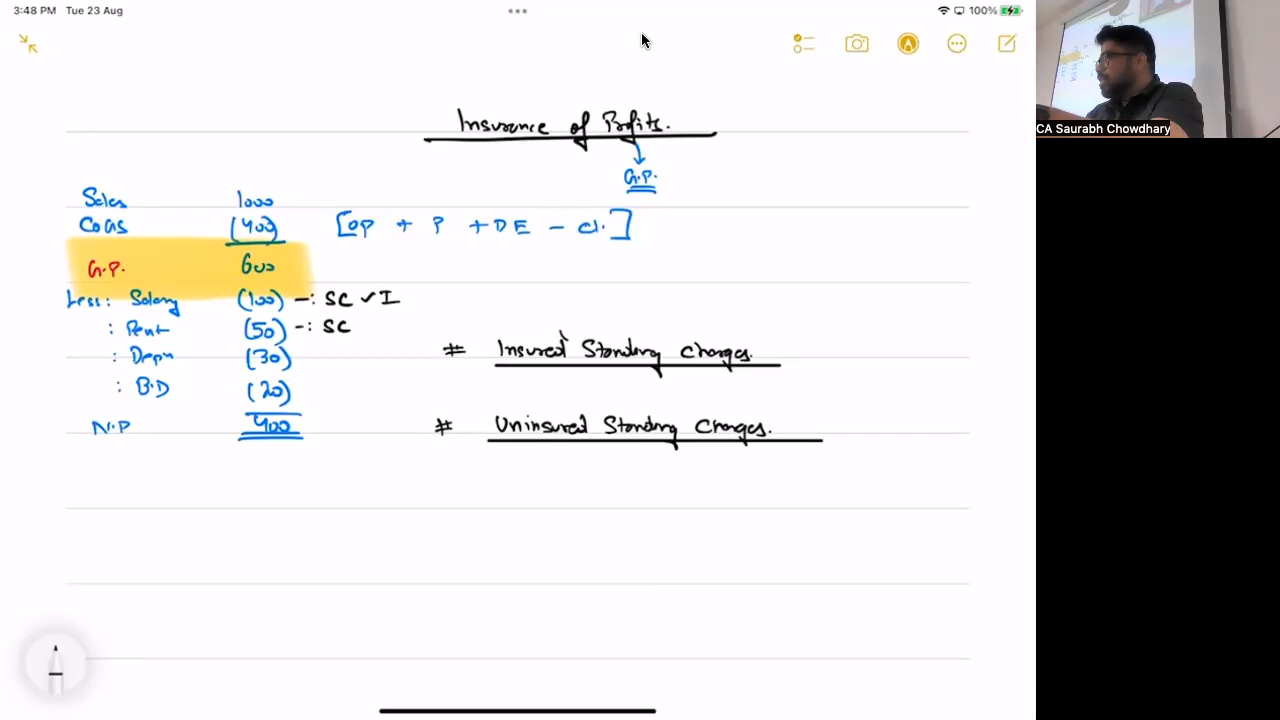 3:48 PM Tue 23 Aug
100%
Insurance of Profits.
G.P.
Sales 1000
COGS (400) [OP + P + DE - Cl.]
G.P. 600
Less: Salary (100) -: SC ✓ I
: Rent (50) -: SC
: Depn (30)
: B.D (20)
N.P 400
# Insured Standing Charges.
# Uninsured Standing Charges.
CA Saurabh Chowdhary